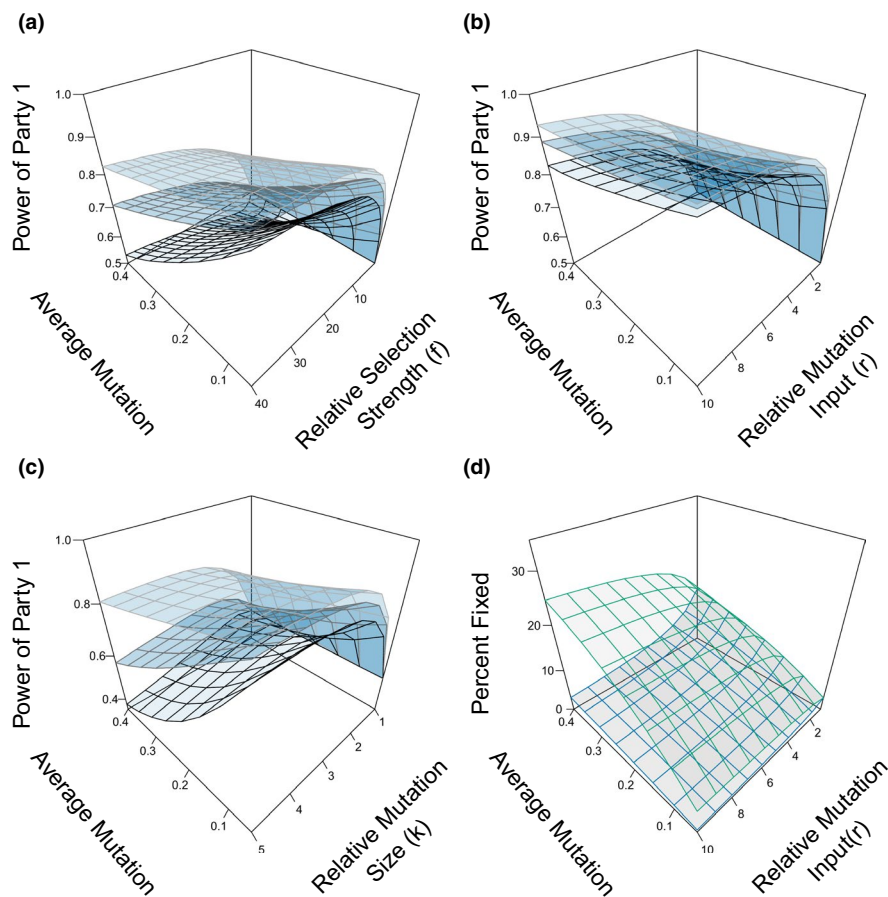 (a)
Power of Party 1
1.0
0.9
0.8
0.7
0.6
0.5
0.4
0.3
0.2
0.1
Average Mutation
10
20
30
40
Relative Selection
Strength (f)
(b)
Power of Party 1
1.0
0.9
0.8
0.7
0.6
0.5
0.4
0.3
0.2
0.1
Average Mutation
2
4
6
8
10
Relative Mutation
Input (r)
(c)
Power of Party 1
1.0
0.8
0.6
0.4
0.4
0.3
0.2
0.1
Average Mutation
1
2
3
4
5
Relative Mutation
Size (k)
(d)
Percent Fixed
30
20
10
0
0.4
0.3
0.2
0.1
Average Mutation
2
4
6
8
10
Relative Mutation
Input(r)